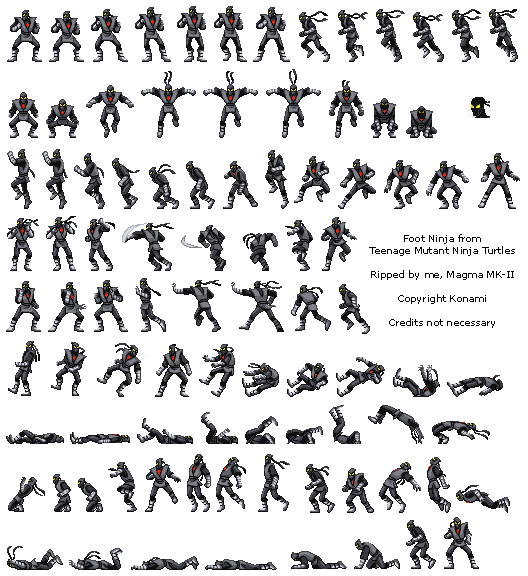 Foot Ninja from
Teenage Mutant Ninja Turtles
Ripped by me, Magma MK-II
Copyright Konami
Credits not necessary